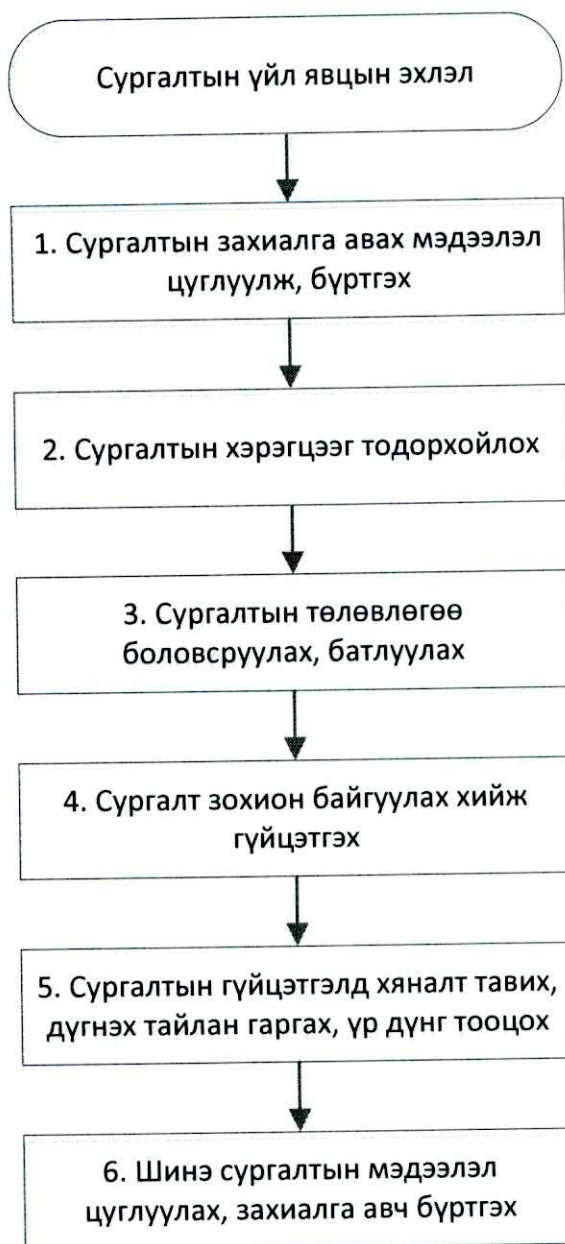 Сургалтын үйл явцын эхлэл
1. Сургалтын захиалга авах мэдээлэл
цуглуулж, бүртгэх
2. Сургалтын хэрэгцээг тодорхойлох
3. Сургалтын төлөвлөгөө
боловсруулах, батлуулах
4. Сургалт зохион байгуулах хийж
гүйцэтгэх
5. Сургалтын гүйцэтгэлд хяналт тавих,
дүгнэх тайлан гаргах, үр дүнг тооцох
6. Шинэ сургалтын мэдээлэл
цуглуулах, захиалга авч бүртгэх